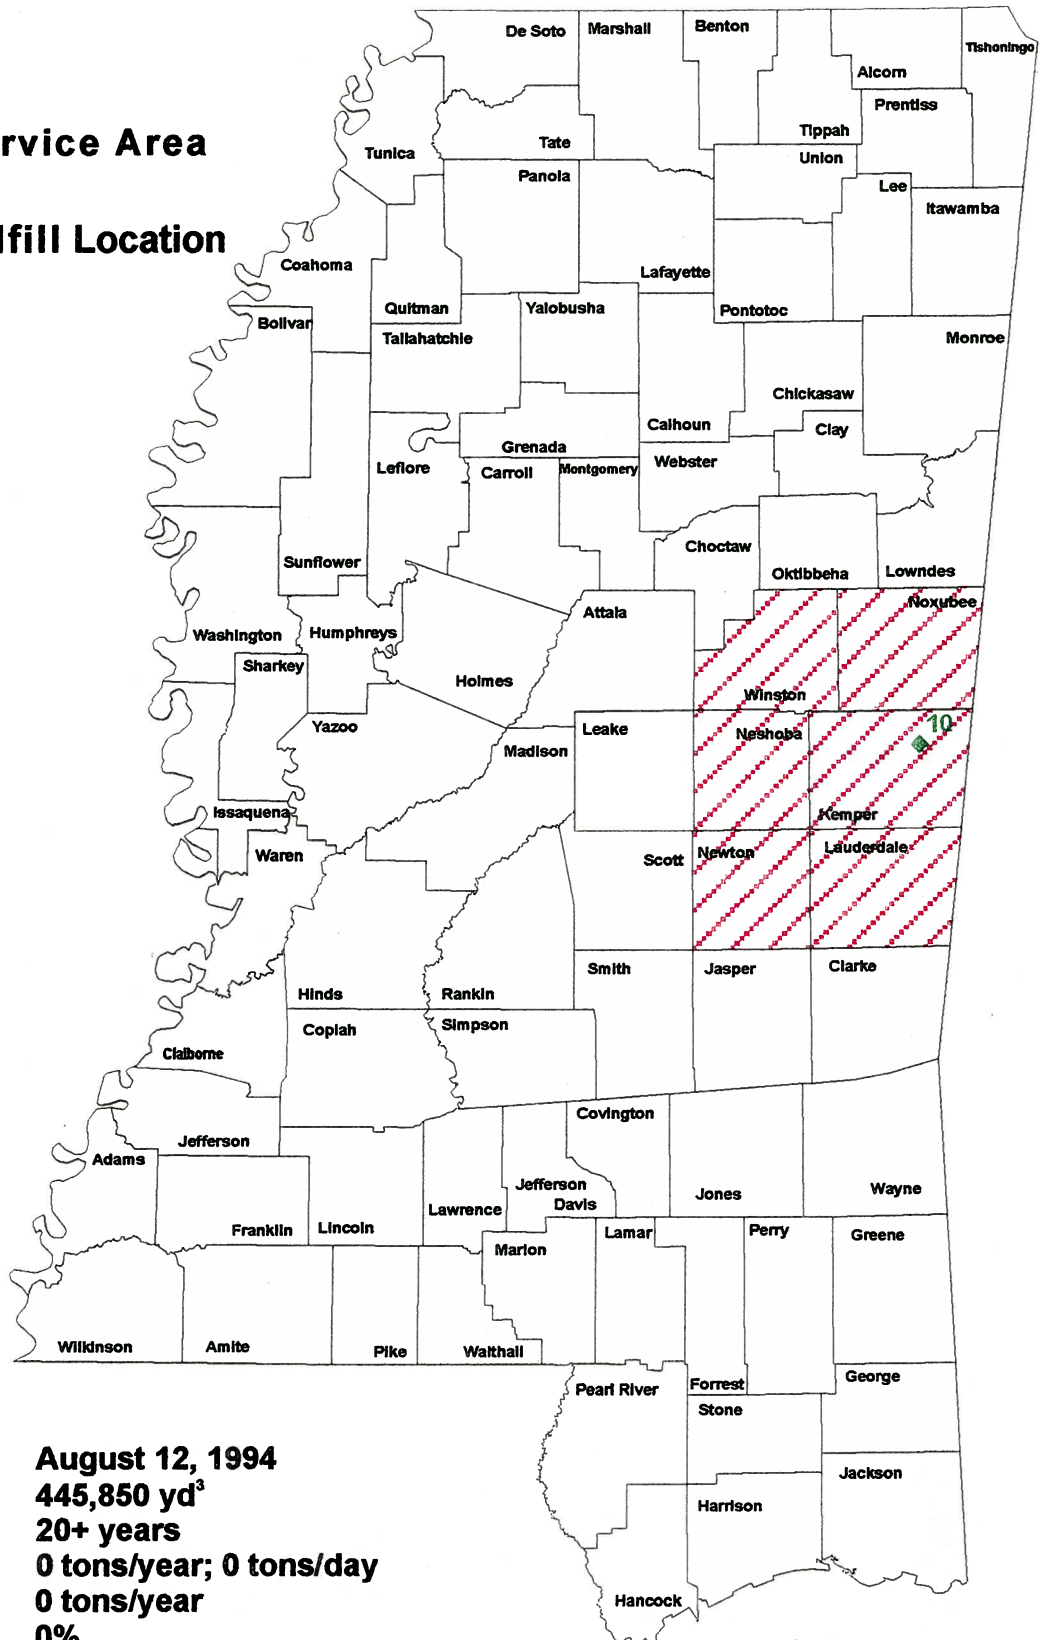 De Soto
Marshall
Benton
Tishomingo
Alcorn
Prentiss
rvice Area
Tunica
Tate
Tippah
Union
Panola
Lee
Itawamba
lfill Location
Coahoma
Lafayette
Quitman
Yalobusha
Pontotoc
Bolivar
Tallahatchie
Monroe
Chickasaw
Calhoun
Clay
Grenada
Leflore
Carroll
Montgomery
Webster
Choctaw
Sunflower
Oktibbeha
Lowndes
Noxubee
Attala
Washington
Humphreys
Sharkey
Holmes
Winston
Yazoo
Leake
Neshoba
10
Madison
Issaquena
Kemper
Waren
Scott
Newton
Lauderdale
Smith
Jasper
Clarke
Hinds
Rankin
Copiah
Simpson
Claiborne
Covington
Jefferson
Adams
Jefferson
Davis
Jones
Wayne
Lawrence
Franklin
Lincoln
Marion
Lamar
Perry
Greene
Wilkinson
Amite
Pike
Walthall
Pearl River
Forrest
George
Stone
Jackson
Harrison
Hancock
August 12, 1994
445,850 yd³
20+ years
0 tons/year; 0 tons/day
0 tons/year
0%